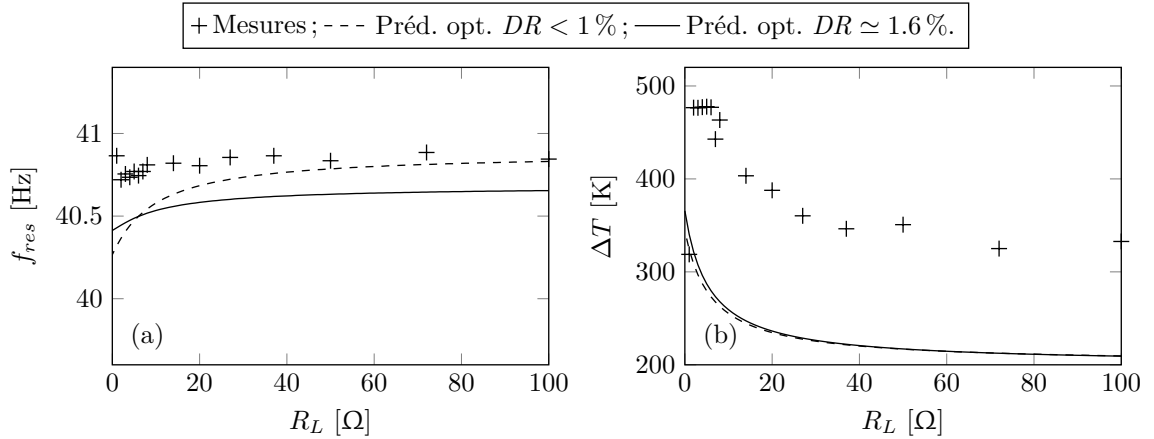 Mesures ; Préd. opt. DR < 1 % ; Préd. opt. DR ≃ 1.6 %.
41
40.5
40
f_res [Hz]
(a)
0 20 40 60 80 100
R_L [Ω]
500
400
300
200
ΔT [K]
(b)
0 20 40 60 80 100
R_L [Ω]